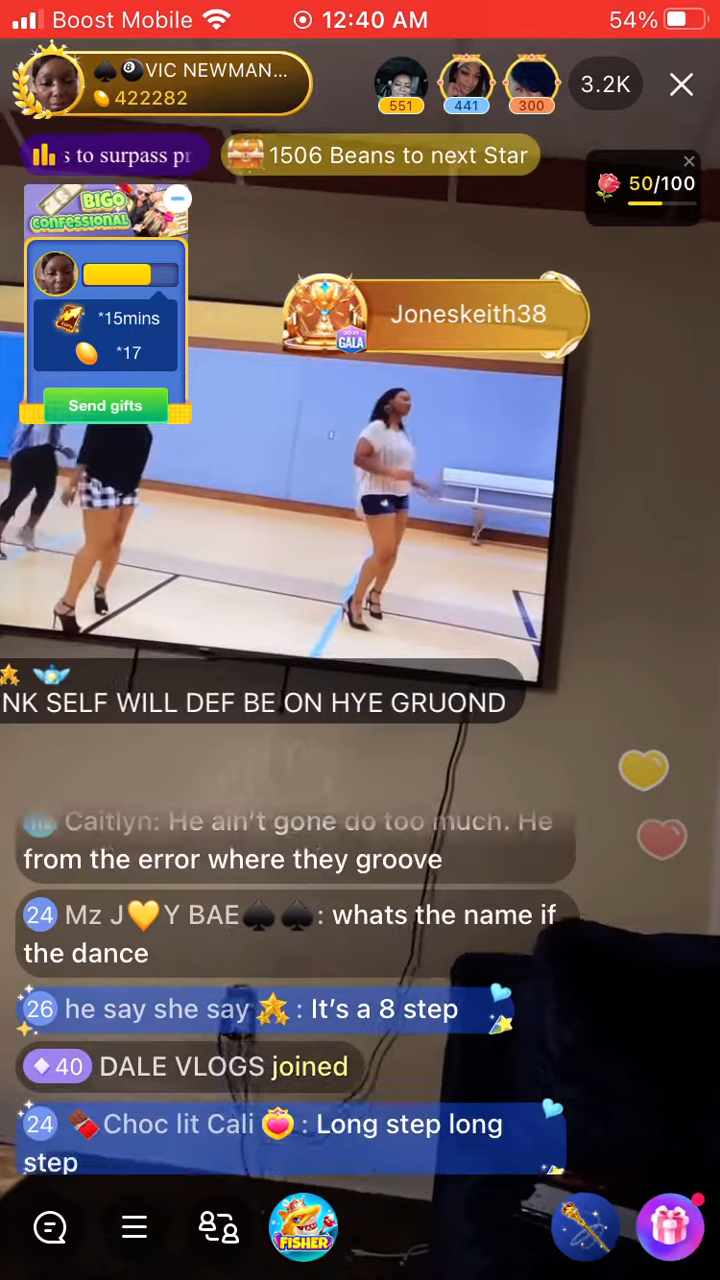 Boost Mobile 12:40 AM 54%
♠️🎱VIC NEWMAN...
422282
551 441 300 3.2K
s to surpass pr
1506 Beans to next Star
50/100
BIGO
CONFESSIONAL
*15mins
*17
Send gifts
2021
GALA
Joneskeith38
NK SELF WILL DEF BE ON HYE GRUOND
Caitlyn: He ain't gone do too much. He
from the error where they groove
24 Mz J💛Y BAE♠️♠️: whats the name if
the dance
26 he say she say🌟: It's a 8 step
40 DALE VLOGS joined
24 🍫Choc lit Cali: Long step long
step
FISHER